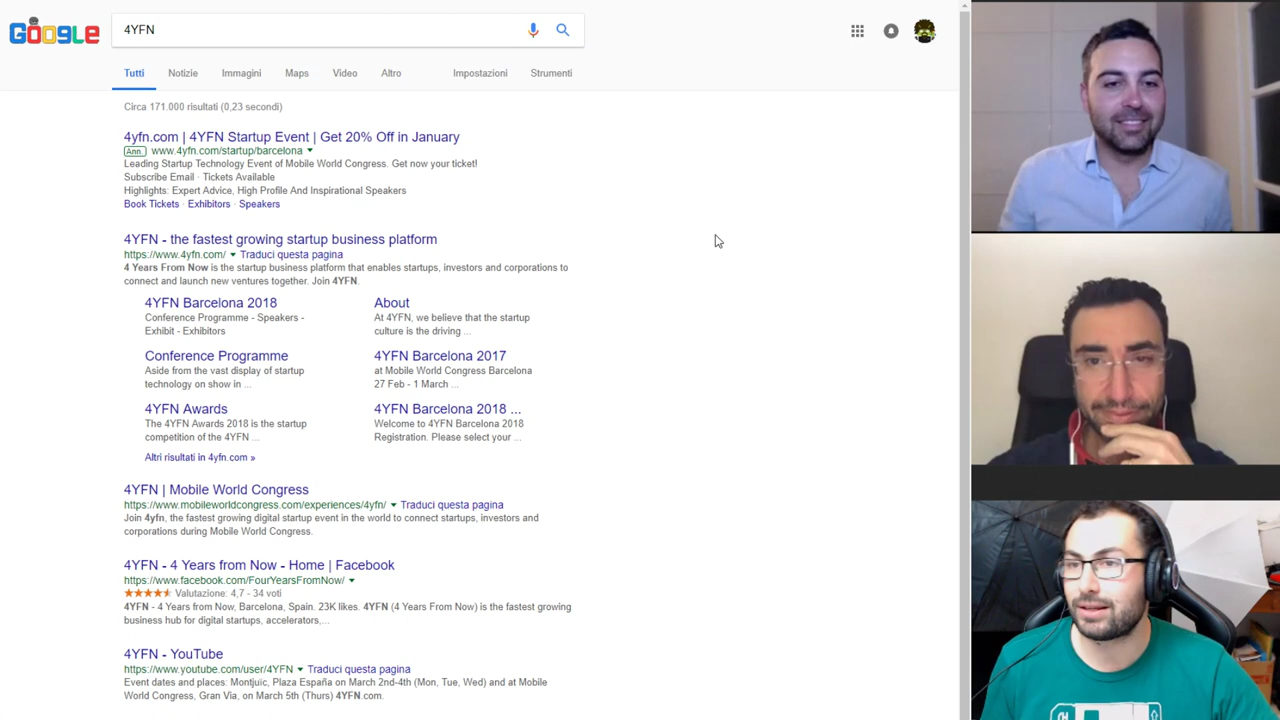 Google
4YFN
Tutti Notizie Immagini Maps Video Altro Impostazioni Strumenti
Circa 171.000 risultati (0,23 secondi)
4yfn.com | 4YFN Startup Event | Get 20% Off in January
Ann. www.4yfn.com/startup/barcelona
Leading Startup Technology Event of Mobile World Congress. Get now your ticket!
Subscribe Email · Tickets Available
Highlights: Expert Advice, High Profile And Inspirational Speakers
Book Tickets · Exhibitors · Speakers
4YFN - the fastest growing startup business platform
https://www.4yfn.com/ Traduci questa pagina
4 Years From Now is the startup business platform that enables startups, investors and corporations to
connect and launch new ventures together. Join 4YFN.
4YFN Barcelona 2018
Conference Programme - Speakers -
Exhibit - Exhibitors
About
At 4YFN, we believe that the startup
culture is the driving ...
Conference Programme
Aside from the vast display of startup
technology on show in ...
4YFN Barcelona 2017
at Mobile World Congress Barcelona
27 Feb - 1 March ...
4YFN Awards
The 4YFN Awards 2018 is the startup
competition of the 4YFN ...
4YFN Barcelona 2018 ...
Welcome to 4YFN Barcelona 2018
Registration. Please select your ...
Altri risultati in 4yfn.com »
4YFN | Mobile World Congress
https://www.mobileworldcongress.com/experiences/4yfn/ Traduci questa pagina
Join 4yfn, the fastest growing digital startup event in the world to connect startups, investors and
corporations during Mobile World Congress.
4YFN - 4 Years from Now - Home | Facebook
https://www.facebook.com/FourYearsFromNow/
Valutazione: 4,7 - 34 voti
4YFN - 4 Years from Now, Barcelona, Spain. 23K likes. 4YFN (4 Years From Now) is the fastest growing
business hub for digital startups, accelerators,...
4YFN - YouTube
https://www.youtube.com/user/4YFN Traduci questa pagina
Event dates and places: Montjuïc, Plaza España on March 2nd-4th (Mon, Tue, Wed) and at Mobile
World Congress, Gran Via, on March 5th (Thurs) 4YFN.com.